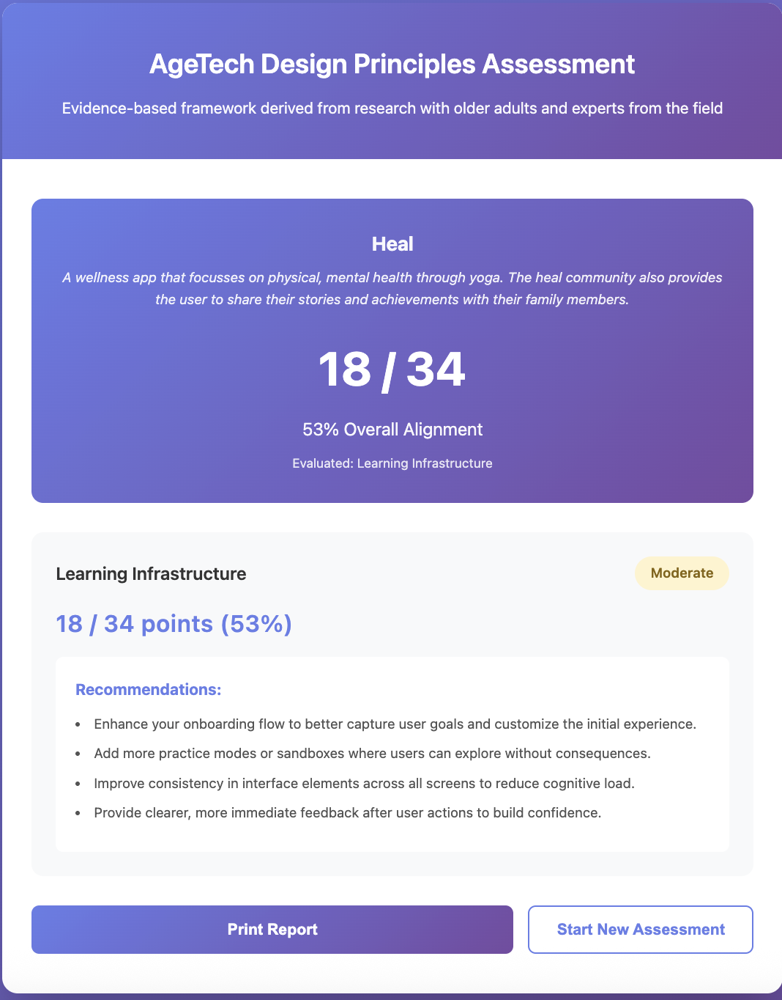 AgeTech Design Principles Assessment
Evidence-based framework derived from research with older adults and experts from the field
Heal
A wellness app that focusses on physical, mental health through yoga. The heal community also provides
the user to share their stories and achievements with their family members.
18 / 34
53% Overall Alignment
Evaluated: Learning Infrastructure
Learning Infrastructure
Moderate
18 / 34 points (53%)
Recommendations:
• Enhance your onboarding flow to better capture user goals and customize the initial experience.
• Add more practice modes or sandboxes where users can explore without consequences.
• Improve consistency in interface elements across all screens to reduce cognitive load.
• Provide clearer, more immediate feedback after user actions to build confidence.
Print Report
Start New Assessment